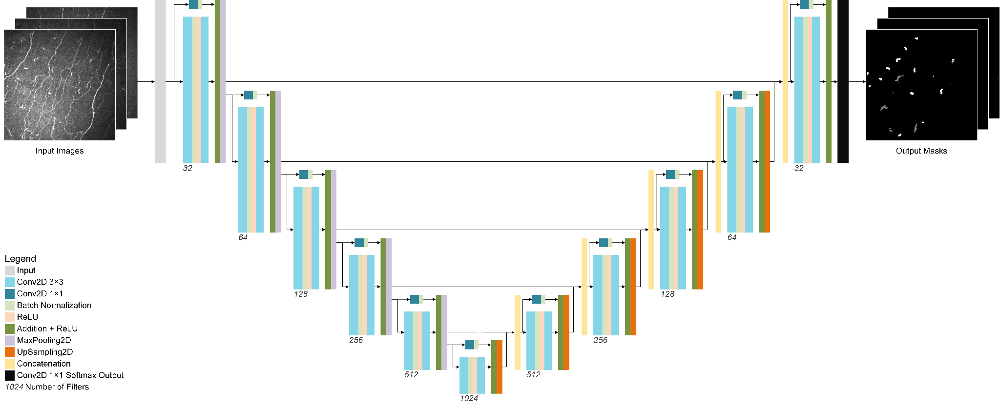 Input Images
Output Masks
32
32
64
64
128
128
256
256
512
512
1024
Legend
Input
Conv2D 3×3
Conv2D 1×1
Batch Normalization
ReLU
Addition + ReLU
MaxPooling2D
UpSampling2D
Concatenation
Conv2D 1×1 Softmax Output
1024 Number of Filters